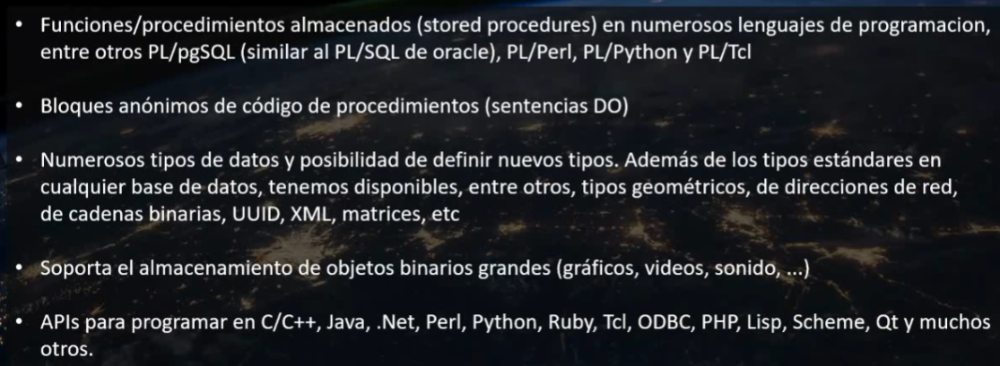 • Funciones/procedimientos almacenados (stored procedures) en numerosos lenguajes de programacion,
entre otros PL/pgSQL (similar al PL/SQL de oracle), PL/Perl, PL/Python y PL/Tcl
• Bloques anónimos de código de procedimientos (sentencias DO)
• Numerosos tipos de datos y posibilidad de definir nuevos tipos. Además de los tipos estándares en
cualquier base de datos, tenemos disponibles, entre otros, tipos geométricos, de direcciones de red,
de cadenas binarias, UUID, XML, matrices, etc
• Soporta el almacenamiento de objetos binarios grandes (gráficos, videos, sonido, ...)
• APIs para programar en C/C++, Java, .Net, Perl, Python, Ruby, Tcl, ODBC, PHP, Lisp, Scheme, Qt y muchos
otros.